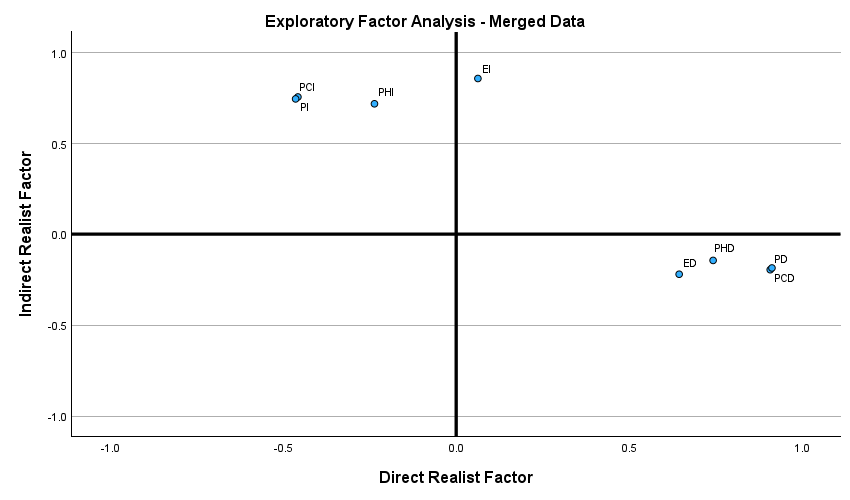 Exploratory Factor Analysis - Merged Data
Indirect Realist Factor
1.0
0.5
0.0
-0.5
-1.0
EI
PCI
PHI
PI
PHD
PD
ED
PCD
-1.0
-0.5
0.0
0.5
1.0
Direct Realist Factor